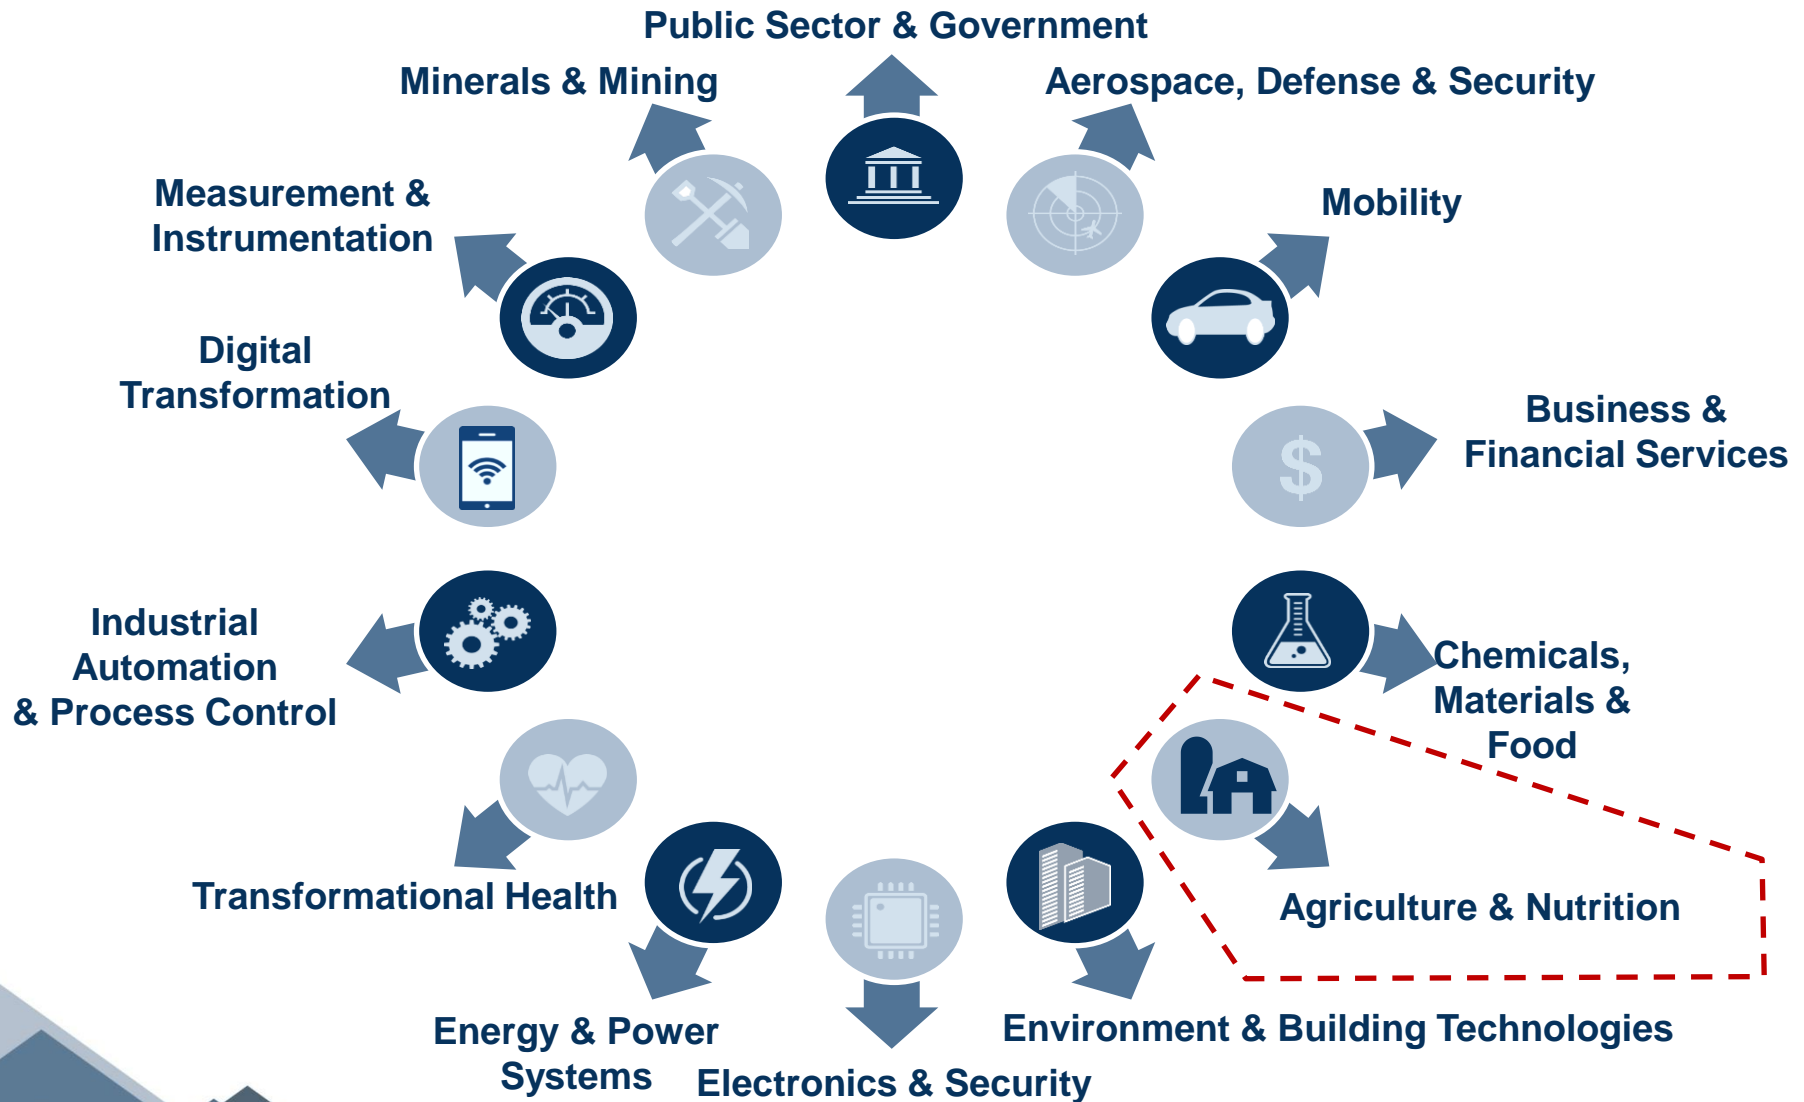 Public Sector & Government
Minerals & Mining
Aerospace, Defense & Security
Measurement &
Instrumentation
Mobility
Digital
Transformation
Business &
Financial Services
$
Industrial
Automation
& Process Control
Chemicals,
Materials &
Food
Transformational Health
Agriculture & Nutrition
Energy & Power
Systems
Electronics & Security
Environment & Building Technologies